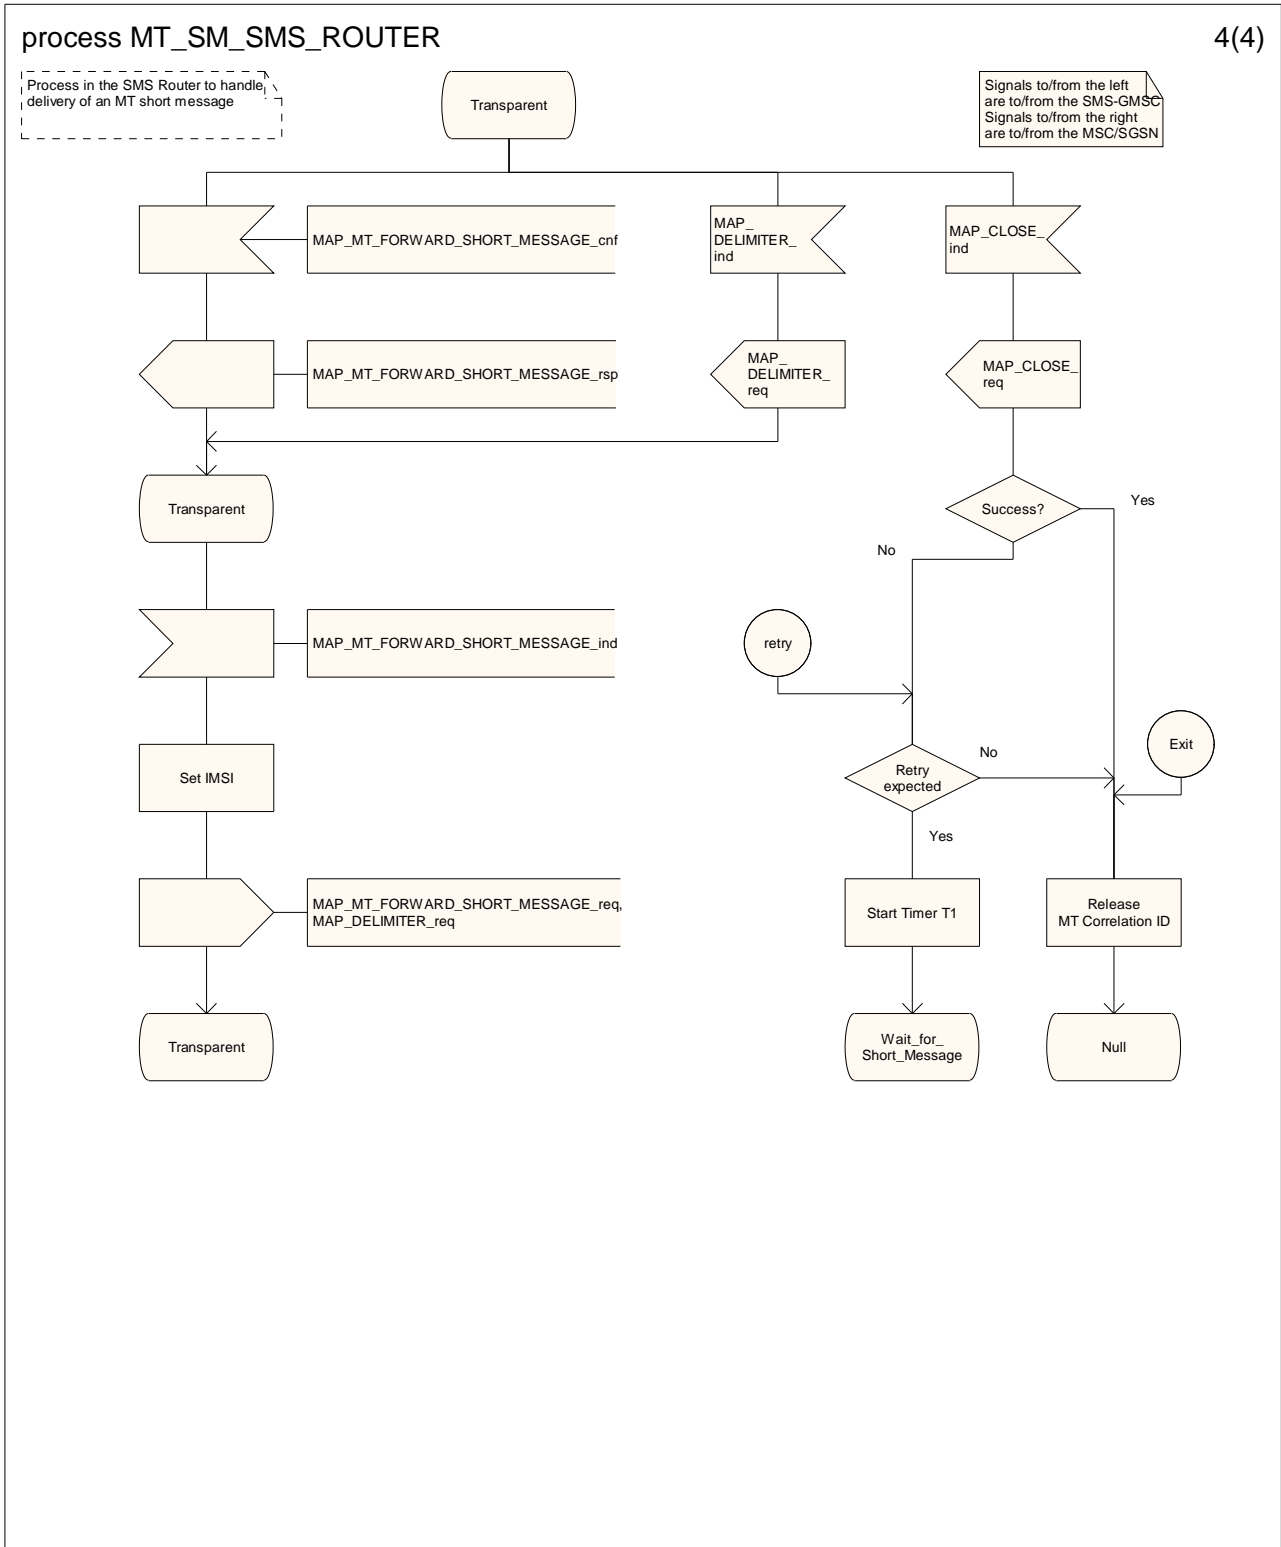 process MT_SM_SMS_ROUTER
4(4)
Process in the SMS Router to handle
delivery of an MT short message
Transparent
Signals to/from the left
are to/from the SMS-GMSC
Signals to/from the right
are to/from the MSC/SGSN
MAP_MT_FORWARD_SHORT_MESSAGE_cnf
MAP_
DELIMITER_
ind
MAP_CLOSE_
ind
MAP_MT_FORWARD_SHORT_MESSAGE_rsp
MAP_
DELIMITER_
req
MAP_CLOSE_
req
Transparent
Success?
Yes
No
MAP_MT_FORWARD_SHORT_MESSAGE_ind
retry
Set IMSI
Retry
expected
No
Exit
Yes
MAP_MT_FORWARD_SHORT_MESSAGE_req,
MAP_DELIMITER_req
Start Timer T1
Release
MT Correlation ID
Transparent
Wait_for_
Short_Message
Null